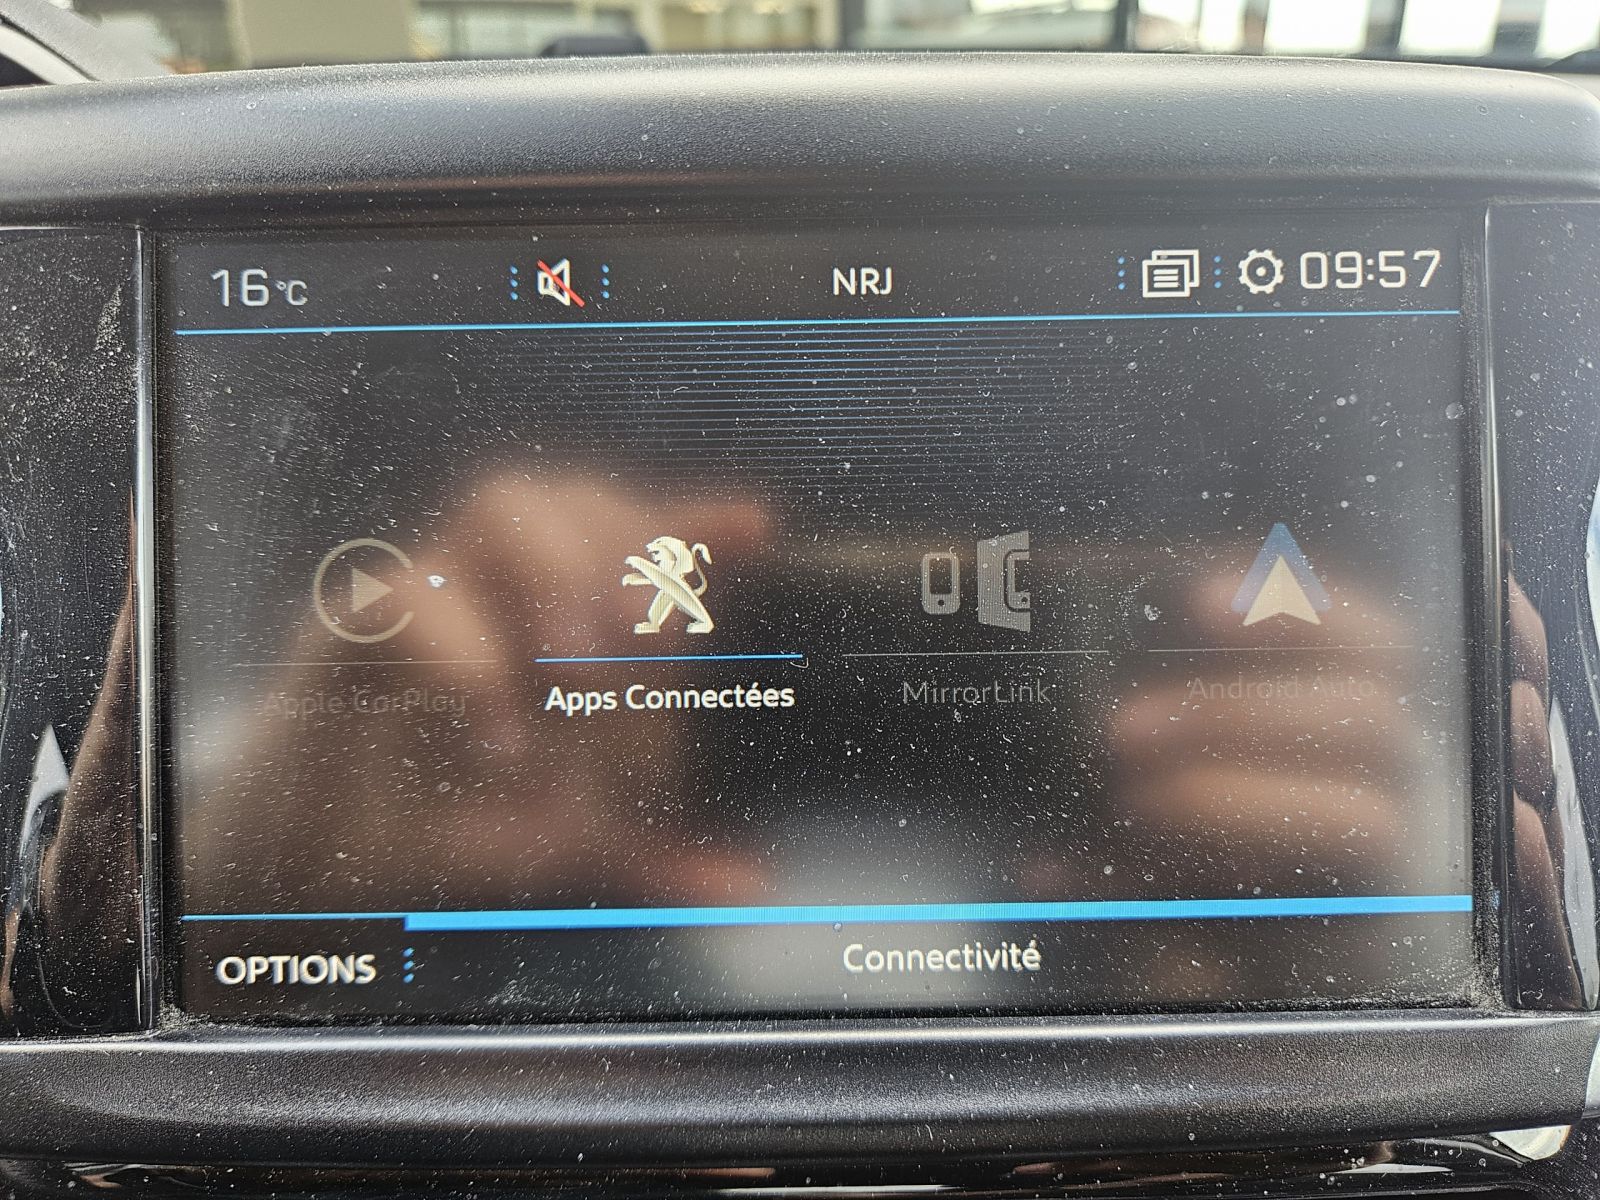 16 °C
NRJ
09:57
Apple CarPlay
Apps Connectées
MirrorLink
Android Auto
OPTIONS
Connectivité